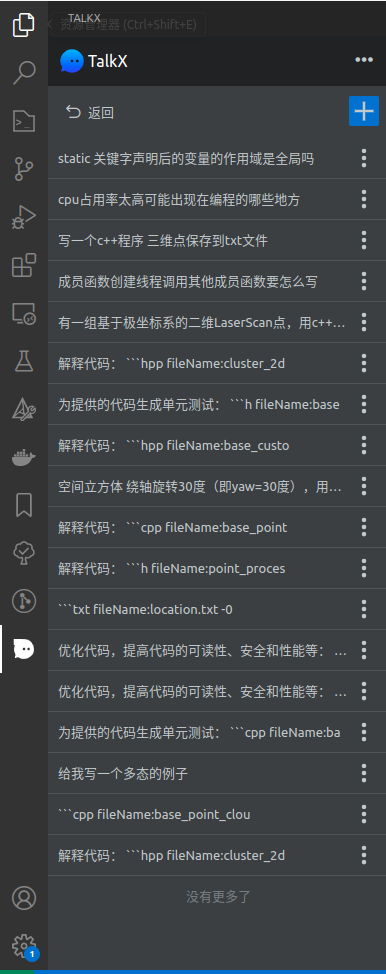 TALKX
资源管理器 (Ctrl+Shift+E)
TalkX
返回
static 关键字声明后的变量的作用域是全局吗
cpu占用率太高可能出现在编程的哪些地方
写一个c++程序 三维点保存到txt文件
成员函数创建线程调用其他成员函数要怎么写
有一组基于极坐标系的二维LaserScan点，用c++…
解释代码： ```hpp fileName:cluster_2d
为提供的代码生成单元测试： ```h fileName:base
解释代码： ```hpp fileName:base_custo
空间立方体 绕轴旋转30度（即yaw=30度），用…
解释代码： ```cpp fileName:base_point
解释代码： ```h fileName:point_proces
```txt fileName:location.txt -0
优化代码，提高代码的可读性、安全和性能等： …
优化代码，提高代码的可读性、安全和性能等： …
为提供的代码生成单元测试： ```cpp fileName:ba
给我写一个多态的例子
```cpp fileName:base_point_clou
解释代码： ```hpp fileName:cluster_2d
没有更多了
1